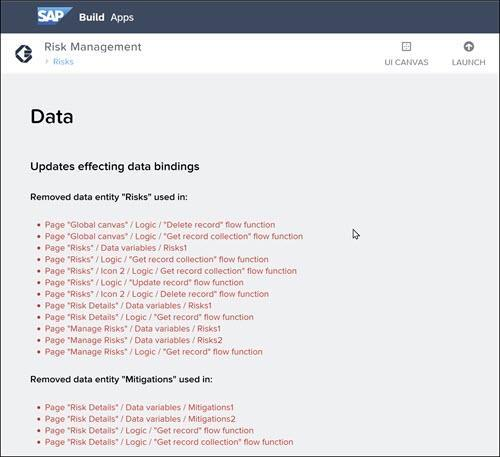 SAP Build Apps
Risk Management
› Risks
UI CANVAS
LAUNCH
Data
Updates effecting data bindings
Removed data entity "Risks" used in:
• Page "Global canvas" / Logic / "Delete record" flow function
• Page "Global canvas" / Logic / "Get record collection" flow function
• Page "Risks" / Data variables / Risks1
• Page "Risks" / Logic / "Get record collection" flow function
• Page "Risks" / Icon 2 / Logic / Get record collection" flow function
• Page "Risks" / Logic / "Update record" flow function
• Page "Risks" / Icon 2 / Logic / Delete record" flow function
• Page "Risk Details" / Data variables / Risks1
• Page "Risk Details" / Logic / "Get record" flow function
• Page "Manage Risks" / Data variables / Risks1
• Page "Manage Risks" / Data variables / Risks2
• Page "Manage Risks" / Logic / "Get record" flow function
Removed data entity "Mitigations" used in:
• Page "Risk Details" / Data variables / Mitigations1
• Page "Risk Details" / Data variables / Mitigations2
• Page "Risk Details" / Logic / "Get record" flow function
• Page "Risk Details" / Logic / "Get record collection" flow function